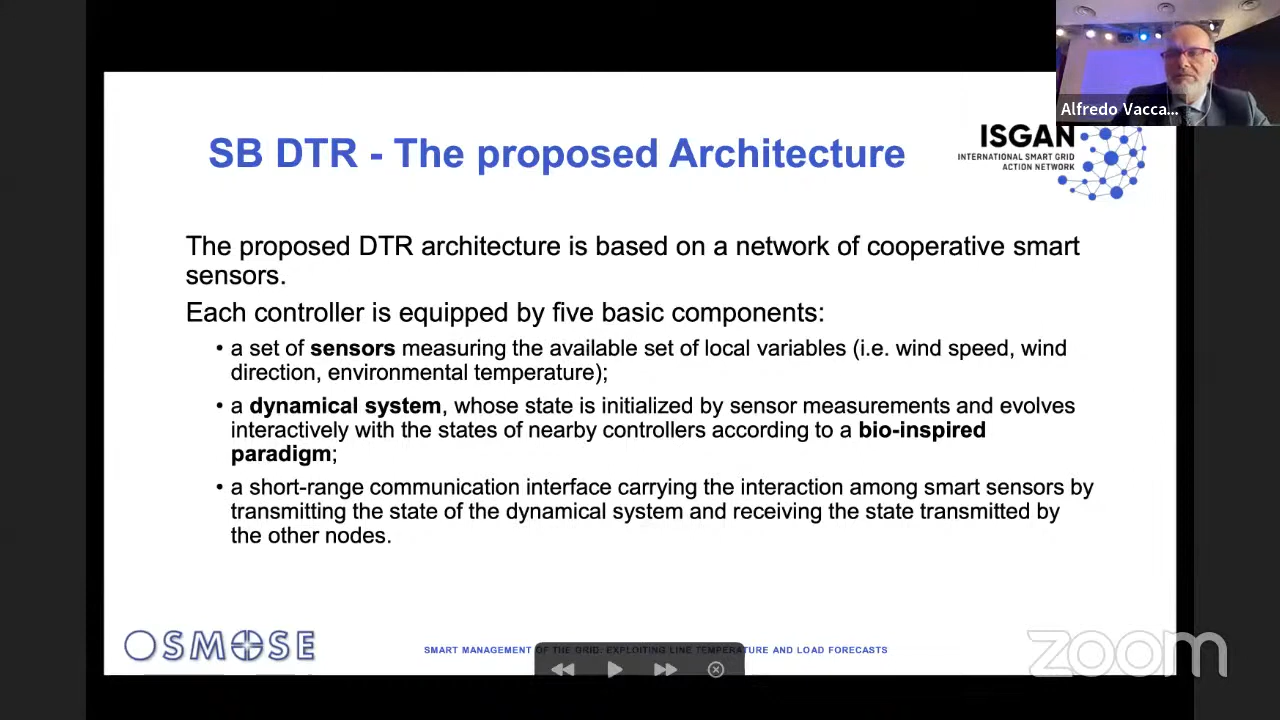 Alfredo Vacca...
SB DTR - The proposed Architecture
ISGAN
INTERNATIONAL SMART GRID
ACTION NETWORK
The proposed DTR architecture is based on a network of cooperative smart
sensors.
Each controller is equipped by five basic components:
• a set of sensors measuring the available set of local variables (i.e. wind speed, wind
direction, environmental temperature);
• a dynamical system, whose state is initialized by sensor measurements and evolves
interactively with the states of nearby controllers according to a bio-inspired
paradigm;
• a short-range communication interface carrying the interaction among smart sensors by
transmitting the state of the dynamical system and receiving the state transmitted by
the other nodes.
OSMOSE
SMART MANAGEMENT OF THE GRID: EXPLOITING LINE TEMPERATURE AND LOAD FORECASTS
zoom